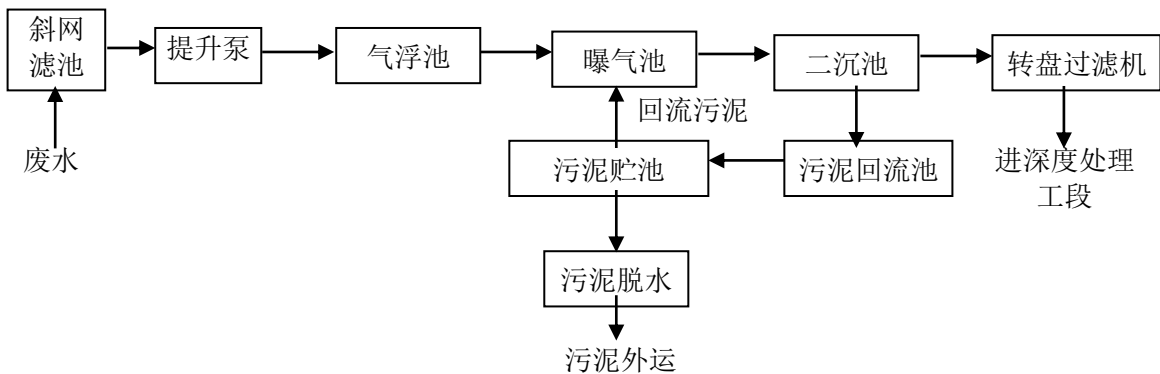 斜网
滤池
提升泵
气浮池
曝气池
二沉池
转盘过滤机
回流污泥
废水
污泥贮池
污泥回流池
进深度处理
工段
污泥脱水
污泥外运